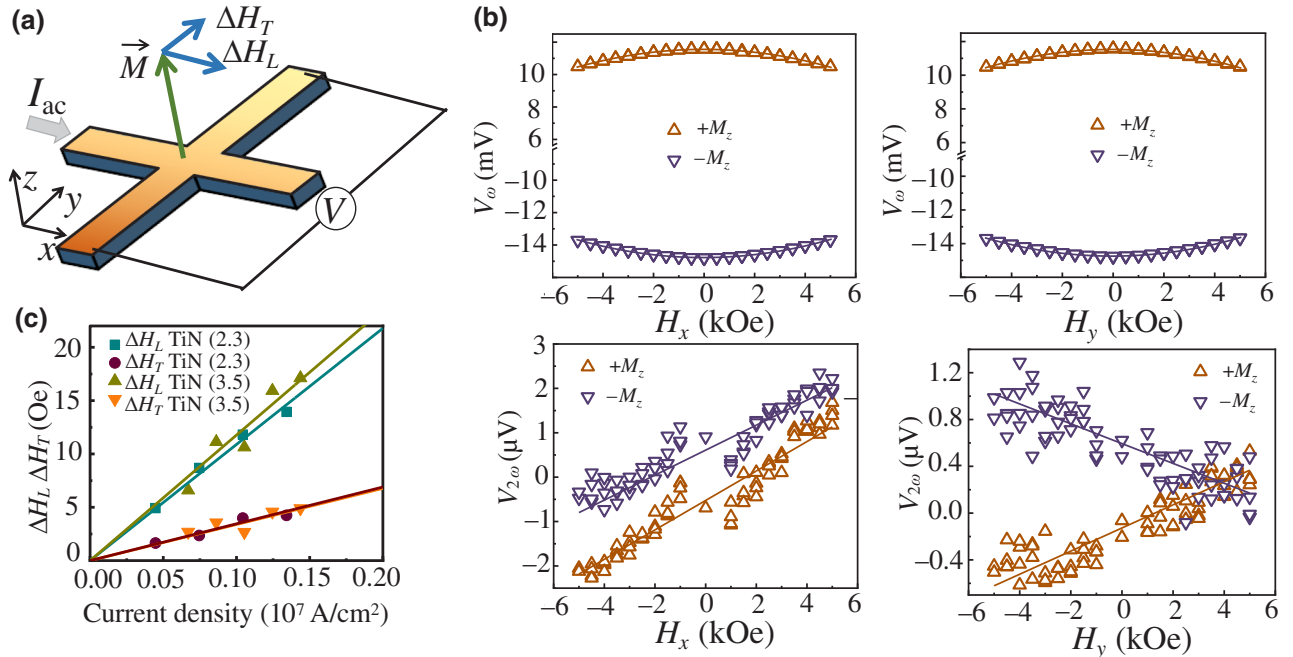 (a)
ΔH_T
ΔH_L
M
I_ac
z
y
x
V
(b)
V_ω (mV)
14
10
8
6
−10
−14
+M_z
−M_z
−6 −4 −2 0 2 4 6
H_x (kOe)
V_ω (mV)
14
10
8
6
−10
−14
+M_z
−M_z
−6 −4 −2 0 2 4 6
H_y (kOe)
(c)
ΔH_L ΔH_T (Oe)
20
15
10
5
0
ΔH_L TiN (2.3)
ΔH_T TiN (2.3)
ΔH_L TiN (3.5)
ΔH_T TiN (3.5)
0.00 0.05 0.10 0.15 0.20
Current density (10⁷ A/cm²)
V_2ω (μV)
3
2
1
0
−1
−2
+M_z
−M_z
−6 −4 −2 0 2 4 6
H_x (kOe)
V_2ω (μV)
1.2
0.8
0.4
0.0
−0.4
+M_z
−M_z
−6 −4 −2 0 2 4 6
H_y (kOe)